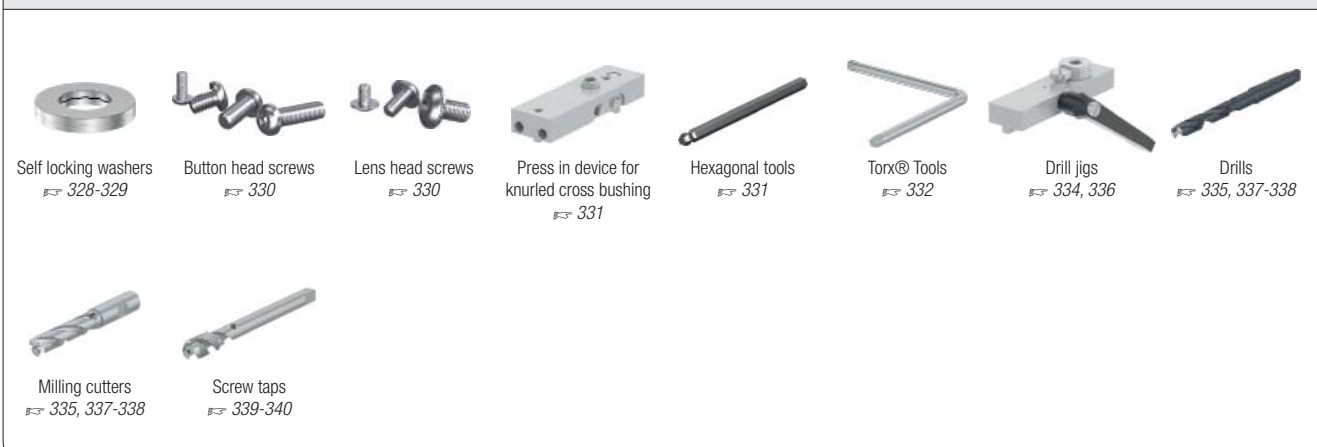 Self locking washers
☞ 328-329
Button head screws
☞ 330
Lens head screws
☞ 330
Press in device for
knurled cross bushing
☞ 331
Hexagonal tools
☞ 331
Torx® Tools
☞ 332
Drill jigs
☞ 334, 336
Drills
☞ 335, 337-338
Milling cutters
☞ 335, 337-338
Screw taps
☞ 339-340